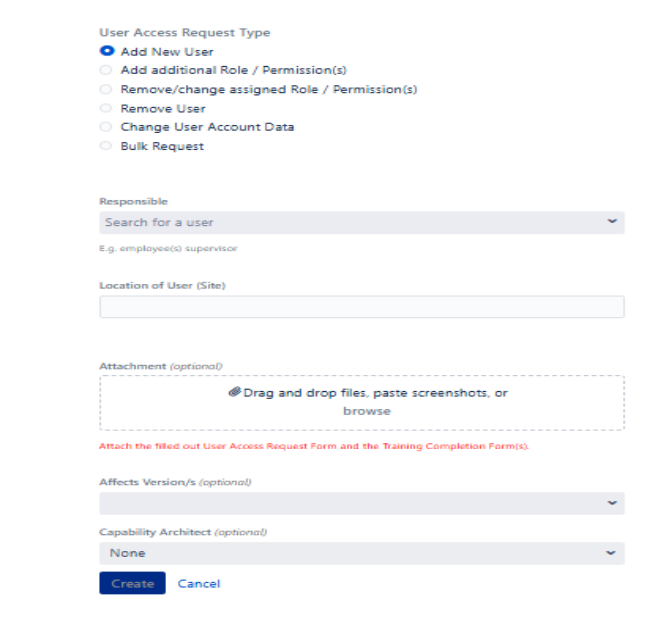 User Access Request Type
Add New User
Add additional Role / Permission(s)
Remove/change assigned Role / Permission(s)
Remove User
Change User Account Data
Bulk Request
Responsible
Search for a user
E.g. employee(s) supervisor
Location of User (Site)
Attachment (optional)
Drag and drop files, paste screenshots, or
browse
Attach the filled out User Access Request Form and the Training Completion Form(s).
Affects Version/s (optional)
Capability Architect (optional)
None
Create Cancel